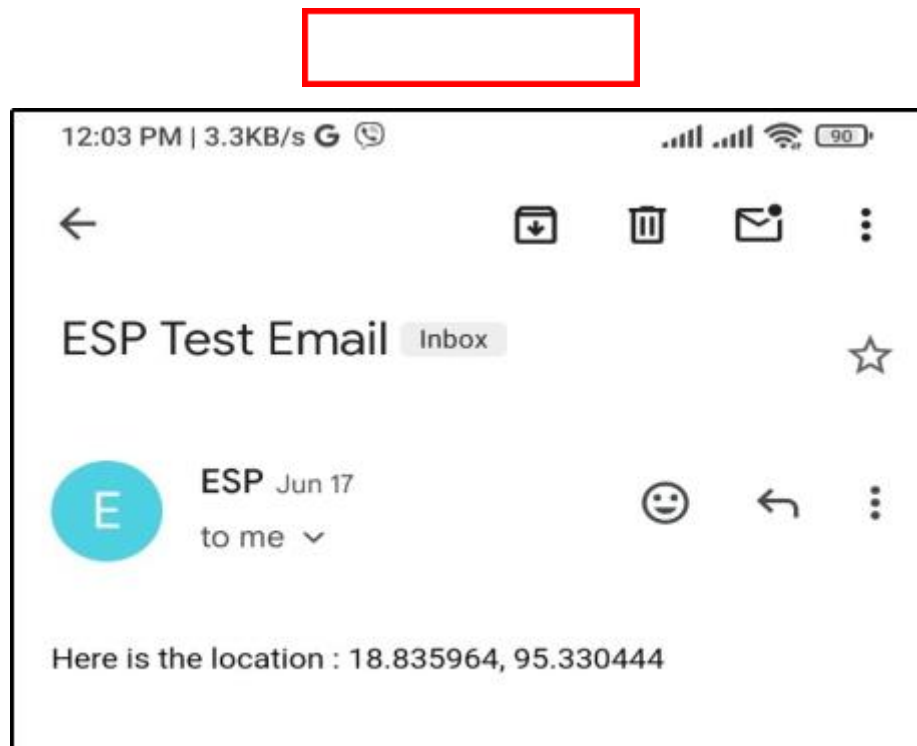 12:03 PM | 3.3KB/s G 90
ESP Test Email Inbox
E
ESP Jun 17
to me
Here is the location : 18.835964, 95.330444